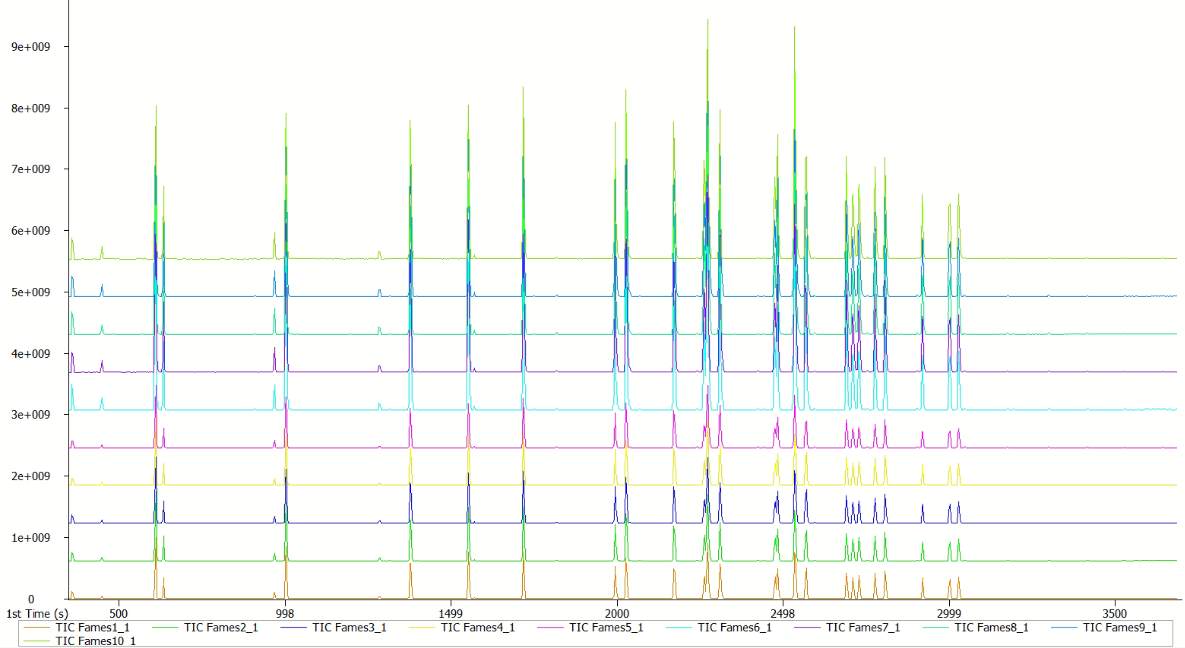 9e+009
8e+009
7e+009
6e+009
5e+009
4e+009
3e+009
2e+009
1e+009
0
1st Time (s) 500 998 1499 2000 2498 2999 3500
TIC Fames1_1 TIC Fames2_1 TIC Fames3_1 TIC Fames4_1 TIC Fames5_1 TIC Fames6_1 TIC Fames7_1 TIC Fames8_1 TIC Fames9_1
TIC Fames10_1